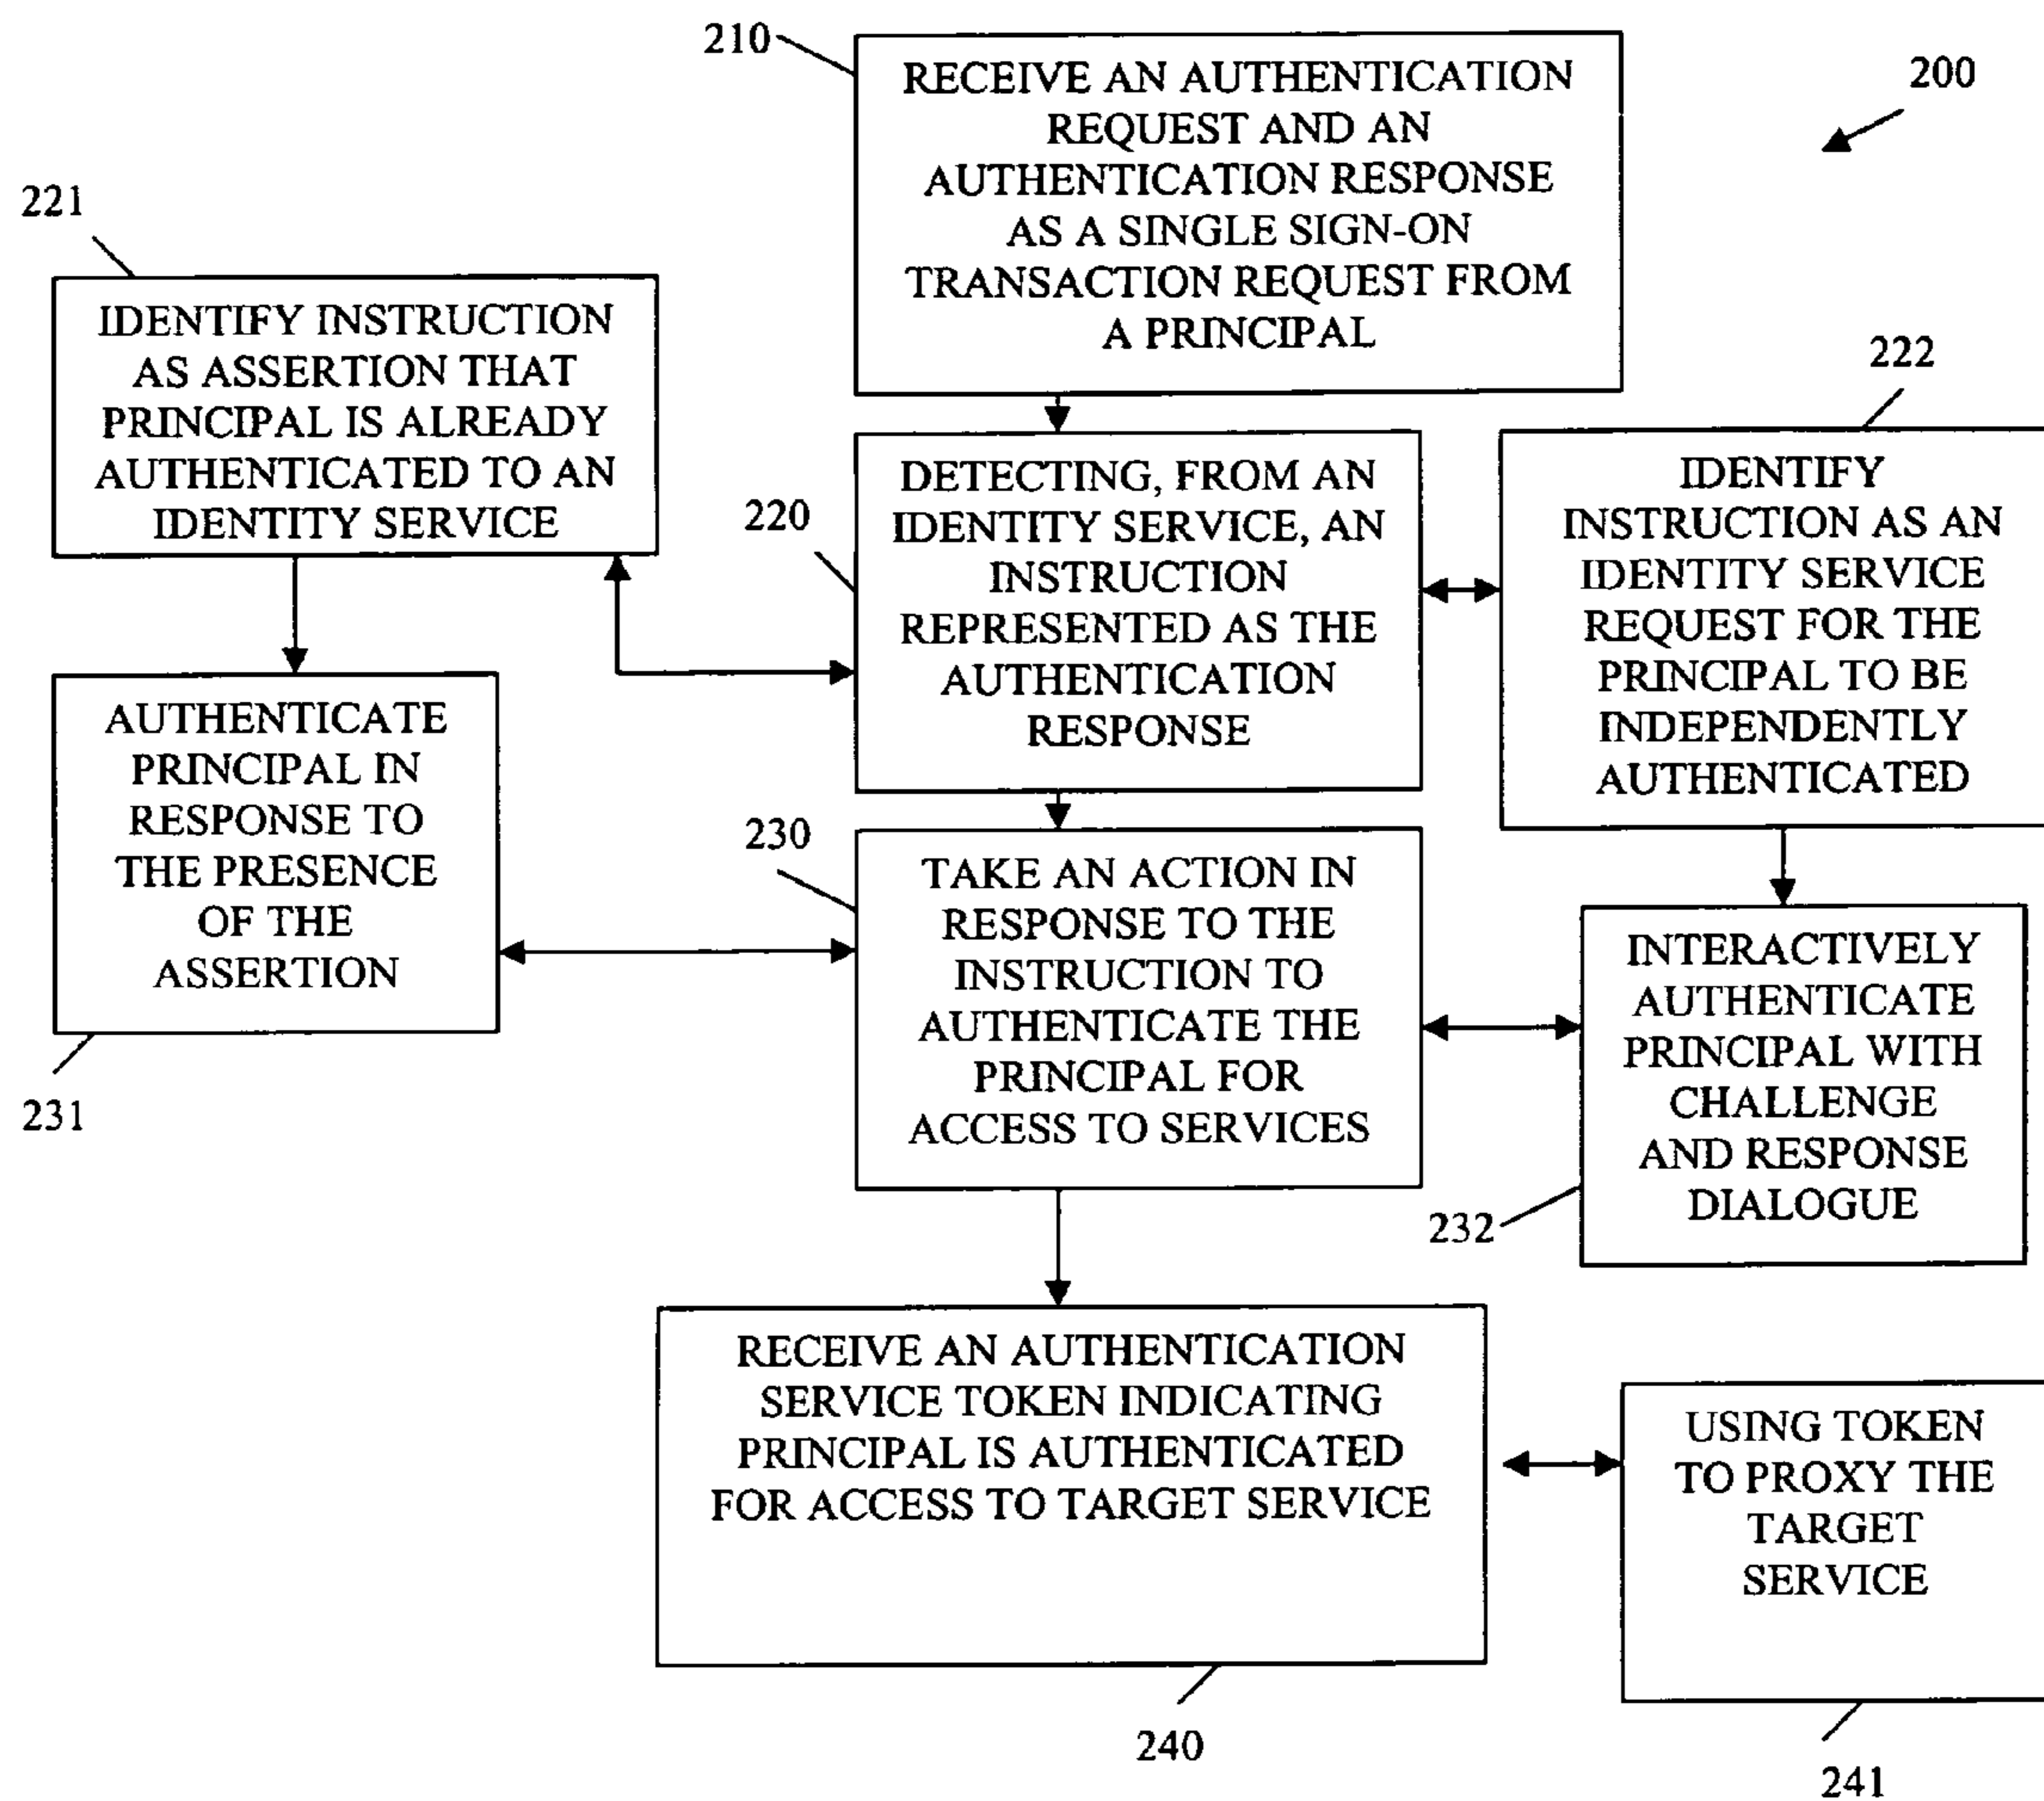 210
RECEIVE AN AUTHENTICATION
REQUEST AND AN
AUTHENTICATION RESPONSE
AS A SINGLE SIGN-ON
TRANSACTION REQUEST FROM
A PRINCIPAL
200
221
IDENTIFY INSTRUCTION
AS ASSERTION THAT
PRINCIPAL IS ALREADY
AUTHENTICATED TO AN
IDENTITY SERVICE
220
DETECTING, FROM AN
IDENTITY SERVICE, AN
INSTRUCTION
REPRESENTED AS THE
AUTHENTICATION
RESPONSE
222
IDENTIFY
INSTRUCTION AS AN
IDENTITY SERVICE
REQUEST FOR THE
PRINCIPAL TO BE
INDEPENDENTLY
AUTHENTICATED
AUTHENTICATE
PRINCIPAL IN
RESPONSE TO
THE PRESENCE
OF THE
ASSERTION
231
230
TAKE AN ACTION IN
RESPONSE TO THE
INSTRUCTION TO
AUTHENTICATE THE
PRINCIPAL FOR
ACCESS TO SERVICES
INTERACTIVELY
AUTHENTICATE
PRINCIPAL WITH
CHALLENGE
AND RESPONSE
DIALOGUE
232
RECEIVE AN AUTHENTICATION
SERVICE TOKEN INDICATING
PRINCIPAL IS AUTHENTICATED
FOR ACCESS TO TARGET SERVICE
240
USING TOKEN
TO PROXY THE
TARGET
SERVICE
241